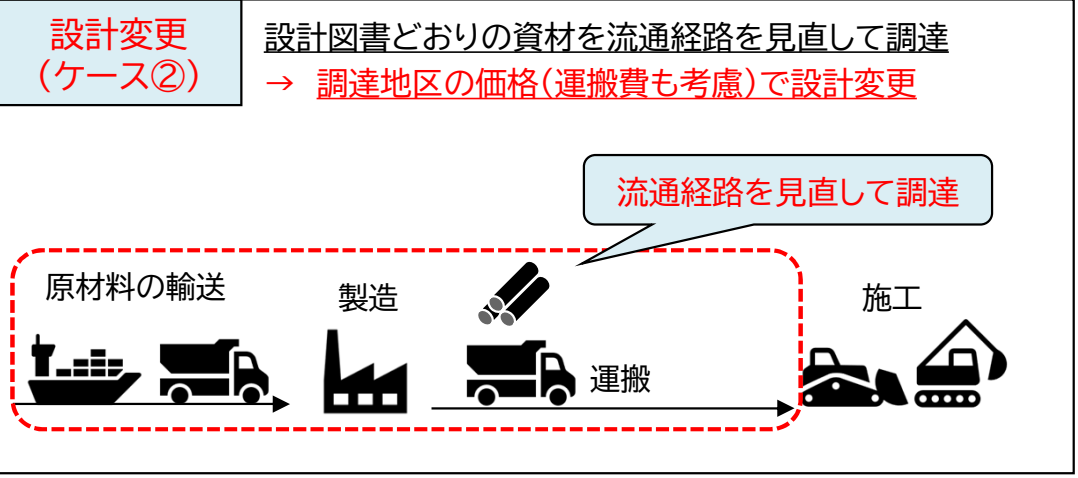 設計変更
（ケース②）
設計図書どおりの資材を流通経路を見直して調達
→ 調達地区の価格（運搬費も考慮）で設計変更
流通経路を見直して調達
原材料の輸送
製造
施工
運搬